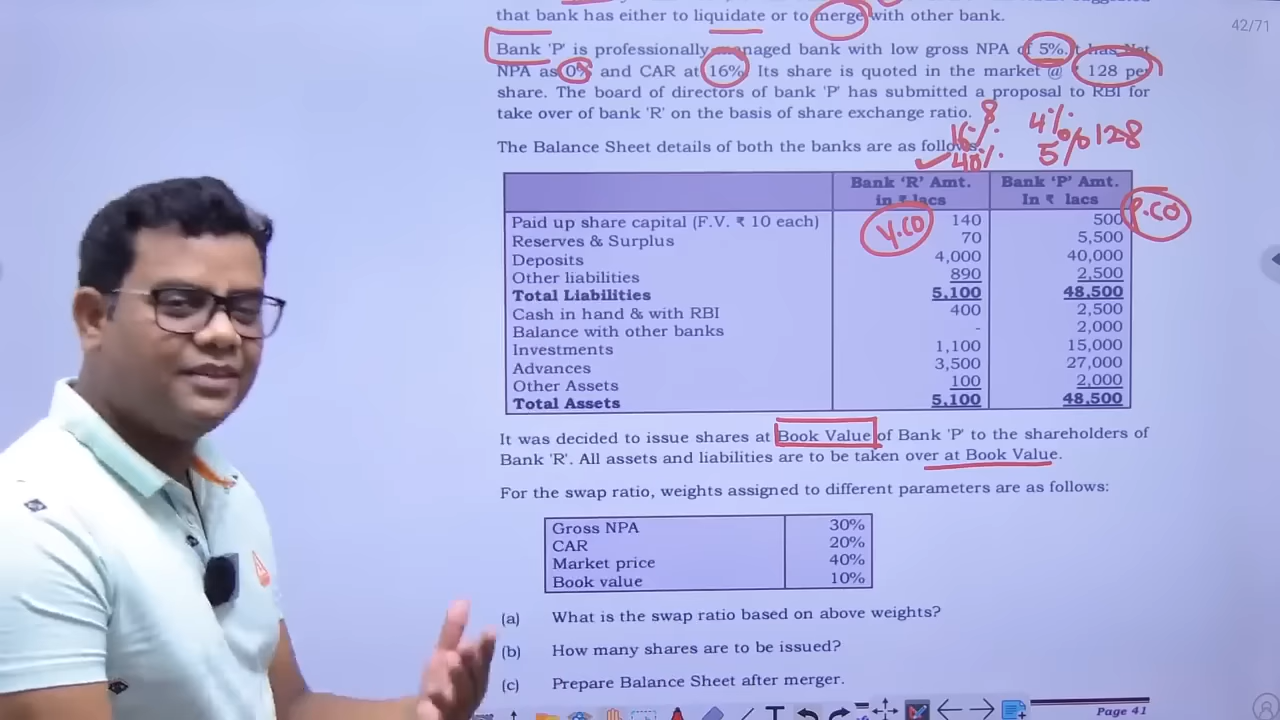 that bank has either to liquidate or to merge with other bank.
42/71
Bank 'P' is professionally managed bank with low gross NPA of 5%. It has Net
NPA as 0% and CAR at 16%. Its share is quoted in the market @ ₹ 128 per
share. The board of directors of bank 'P' has submitted a proposal to RBI for
take over of bank 'R' on the basis of share exchange ratio.
The Balance Sheet details of both the banks are as follows:
8
16%
4%
128
40%
5%
Bank 'R' Amt. in ₹ lacs Bank 'P' Amt. In ₹ lacs
V.CO
P.CO
Paid up share capital (F.V. ₹ 10 each) 140 500
Reserves & Surplus 70 5,500
Deposits 4,000 40,000
Other liabilities 890 2,500
Total Liabilities 5,100 48,500
Cash in hand & with RBI 400 2,500
Balance with other banks - 2,000
Investments 1,100 15,000
Advances 3,500 27,000
Other Assets 100 2,000
Total Assets 5,100 48,500
It was decided to issue shares at Book Value of Bank 'P' to the shareholders of
Bank 'R'. All assets and liabilities are to be taken over at Book Value.
For the swap ratio, weights assigned to different parameters are as follows:
Gross NPA 30%
CAR 20%
Market price 40%
Book value 10%
(a) What is the swap ratio based on above weights?
(b) How many shares are to be issued?
(c) Prepare Balance Sheet after merger.
Page 41